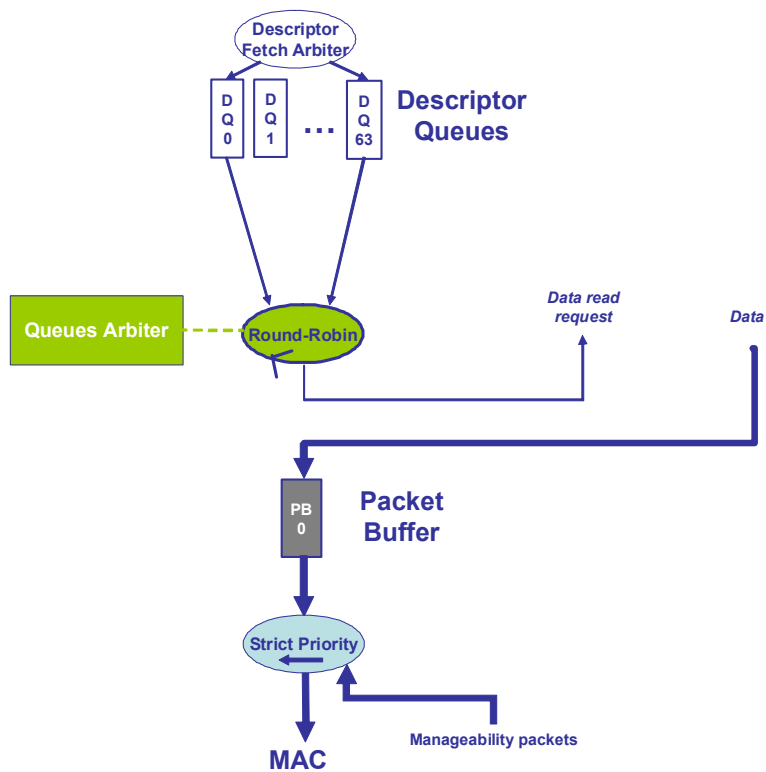 Descriptor
Fetch Arbiter
D
Q
0
D
Q
1
...
D
Q
63
Descriptor
Queues
Queues Arbiter
Round-Robin
Data read
request
Data
PB
0
Packet
Buffer
Strict Priority
Manageability packets
MAC